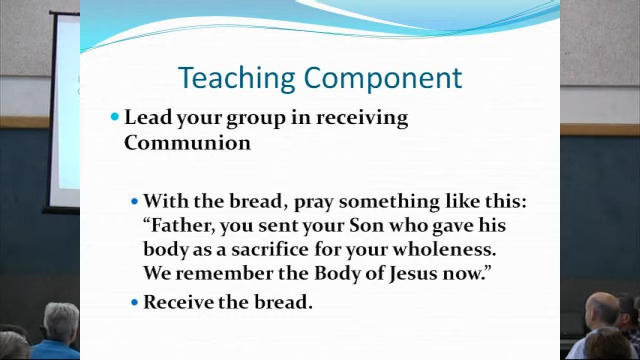 Teaching Component
Lead your group in receiving
Communion
With the bread, pray something like this:
“Father, you sent your Son who gave his
body as a sacrifice for your wholeness.
We remember the Body of Jesus now.”
Receive the bread.